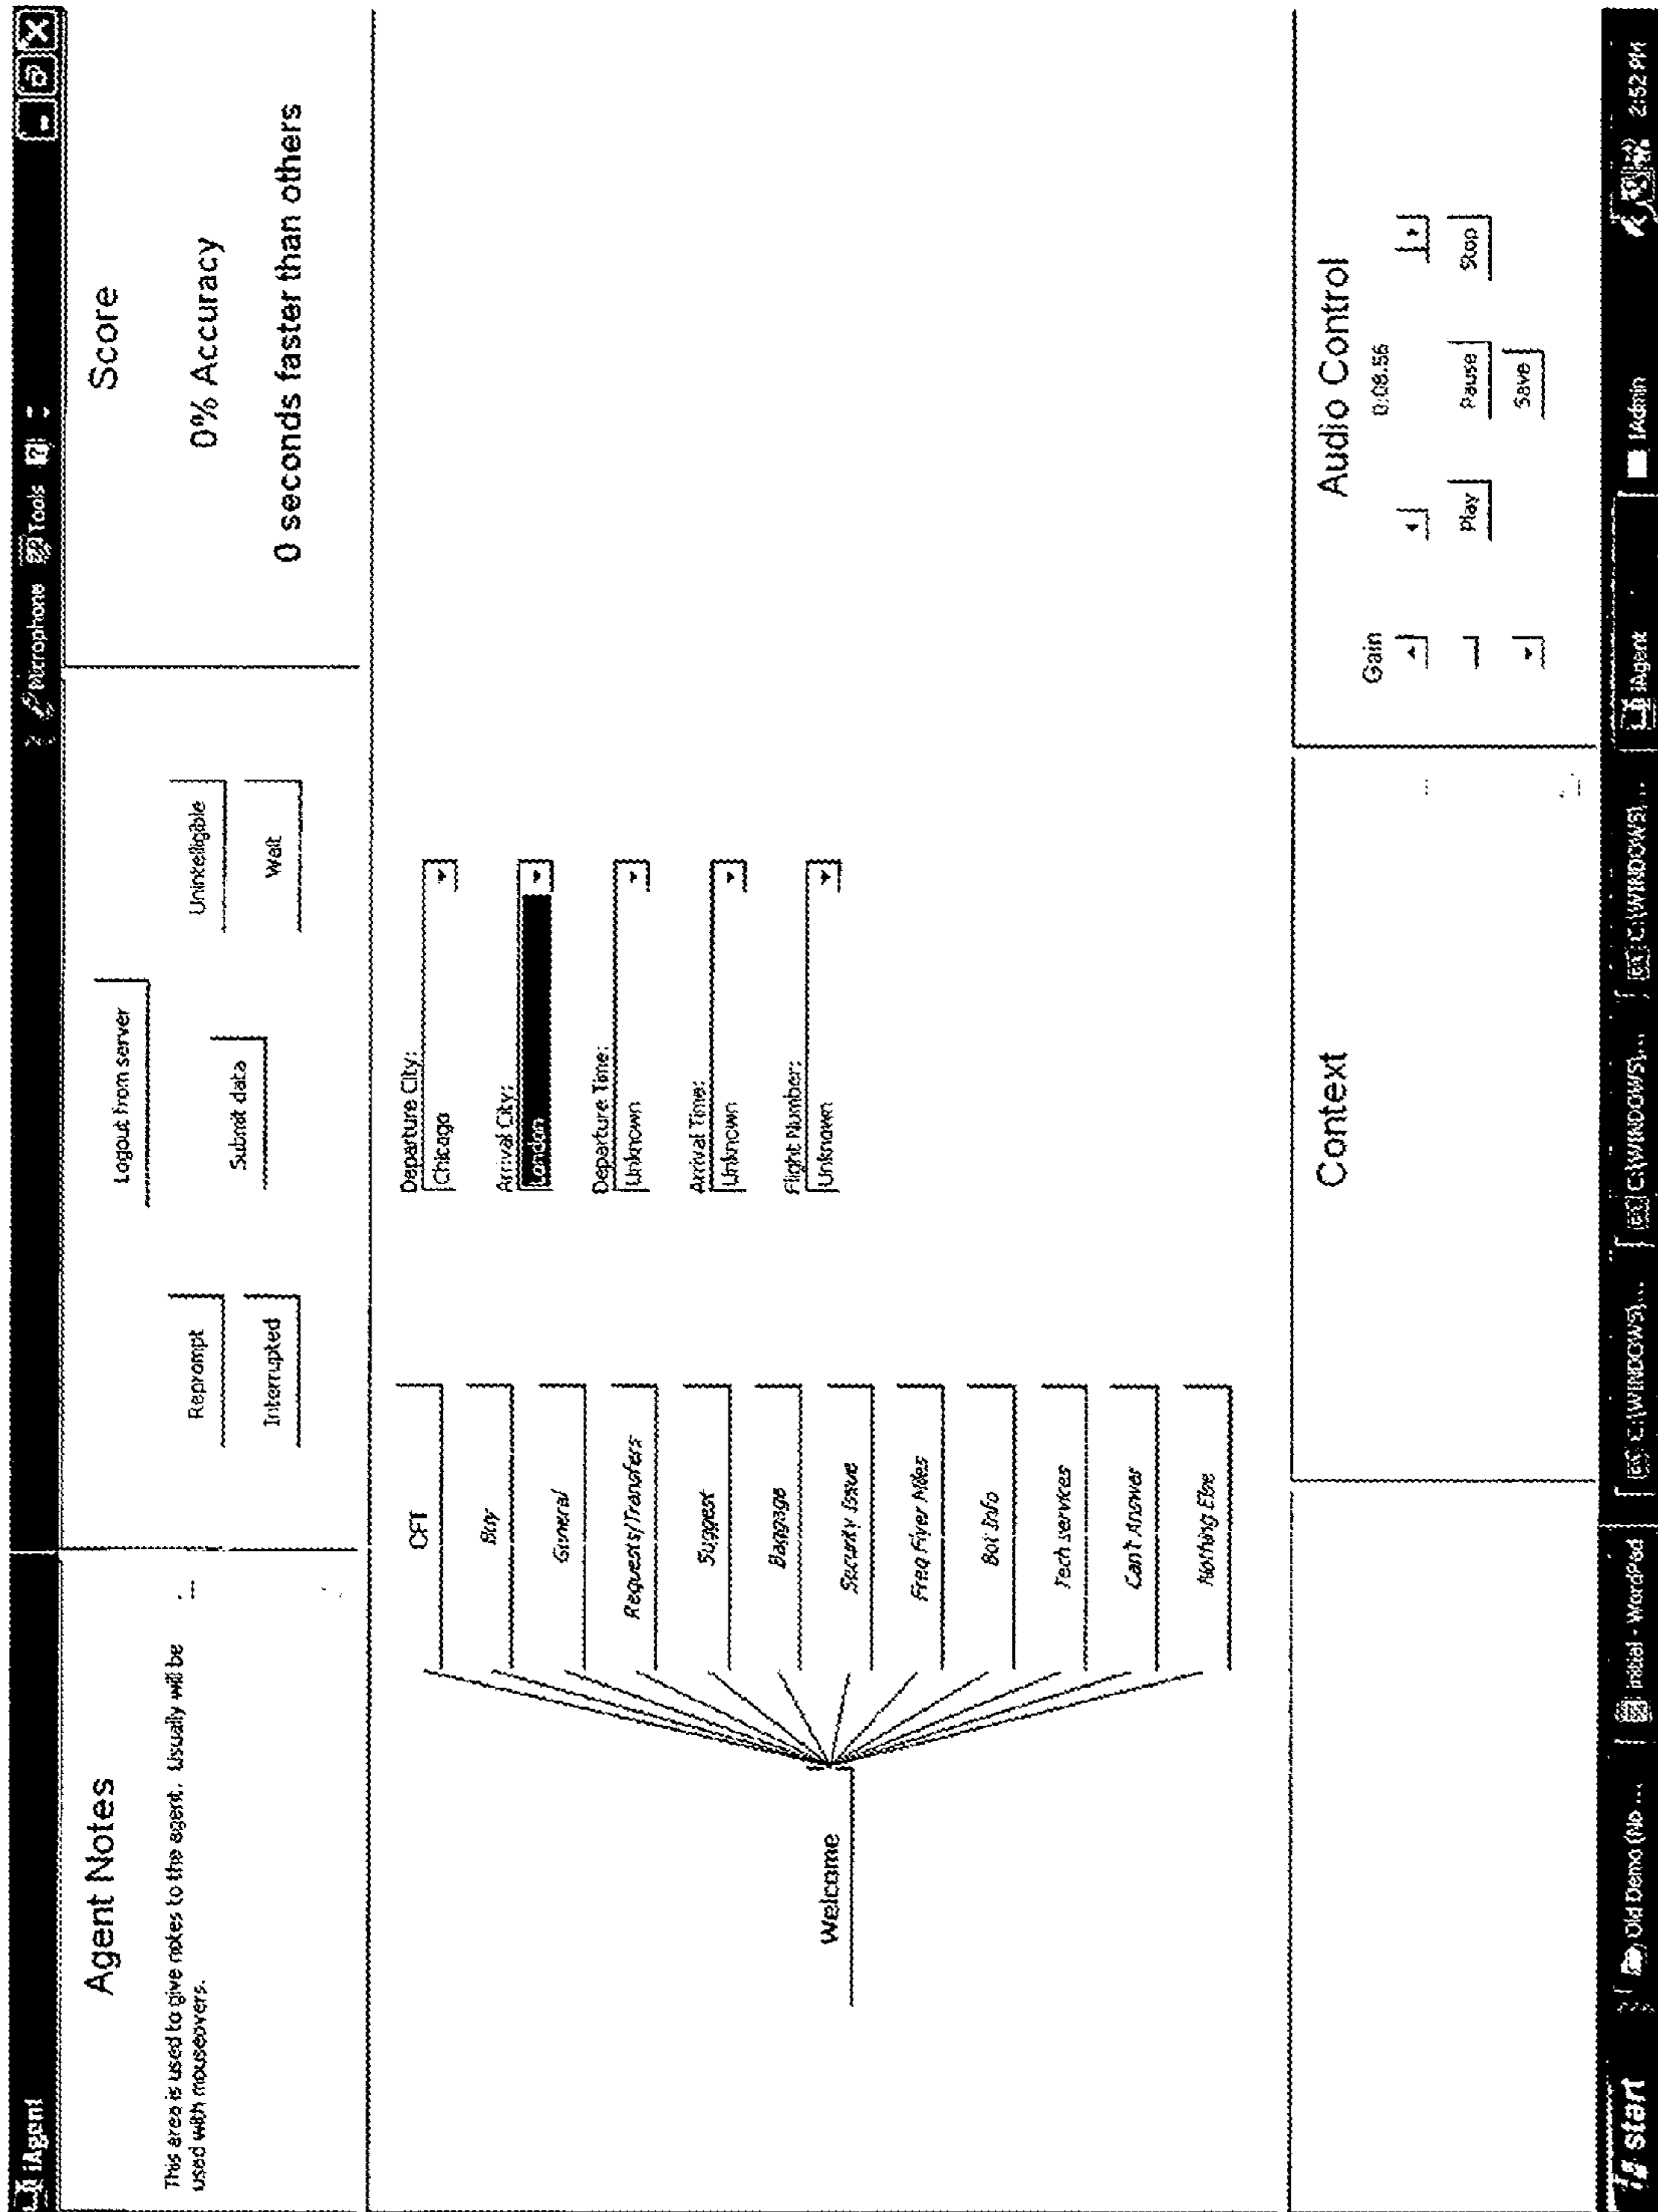 iAgent
Microphone Tools
Agent Notes
This area is used to give notes to the agent. Usually will be
used with mouseovers.
Logout from server
Reprompt
Submit data
Unintelligible
Interrupted
Wait
Score
0% Accuracy
0 seconds faster than others
Welcome
CFT
Buy
General
Requests/Transfers
Suggest
Baggage
Security Issue
Freq Flyer Miles
Tech services
Can't Answer
Nothing Else
Departure City:
Chicago
Arrival City:
London
Departure Time:
Unknown
Arrival Time:
Unknown
Flight Number:
Unknown
Context
Audio Control
Gain
0:08.56
Play
Pause
Stop
Save
start
Old Demo (No ...
initial - WordPad
C:\WINDOWS\...
C:\WINDOWS\...
C:\WINDOWS\...
iAgent
IAdmin
2:52 PM